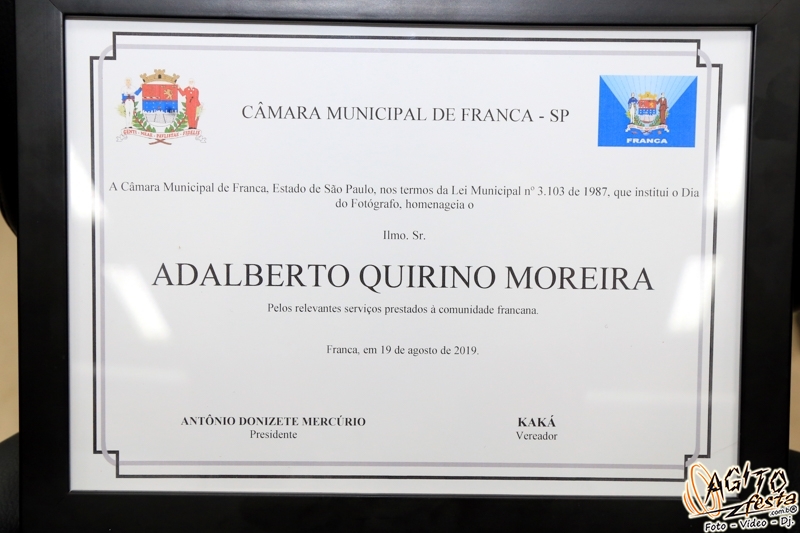 CÂMARA MUNICIPAL DE FRANCA - SP
FRANCA
A Câmara Municipal de Franca, Estado de São Paulo, nos termos da Lei Municipal nº 3.103 de 1987, que institui o Dia
do Fotógrafo, homenageia o
Ilmo. Sr.
ADALBERTO QUIRINO MOREIRA
Pelos relevantes serviços prestados à comunidade francana.
Franca, em 19 de agosto de 2019.
ANTÔNIO DONIZETE MERCÚRIO
Presidente
KAKÁ
Vereador
AGITO
festa
.com.br®
Foto - Vídeo - Dj.